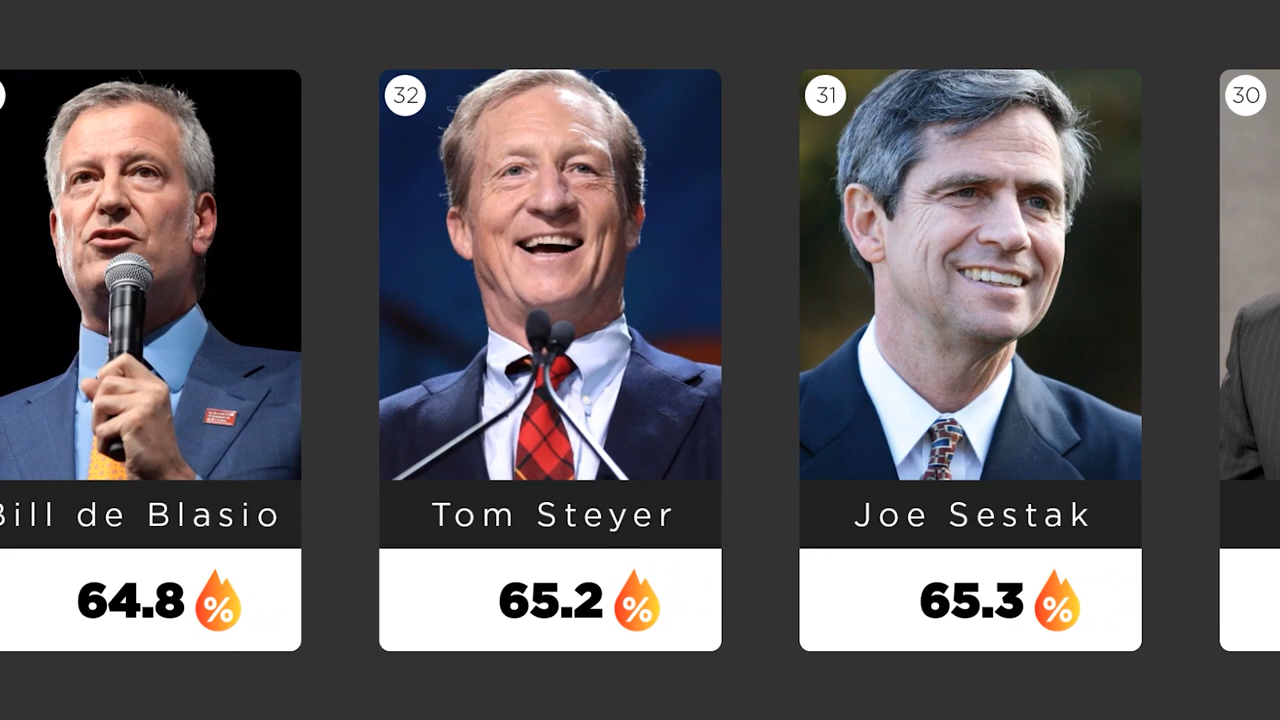 32
31
30
Bill de Blasio
Tom Steyer
Joe Sestak
64.8 %
65.2 %
65.3 %